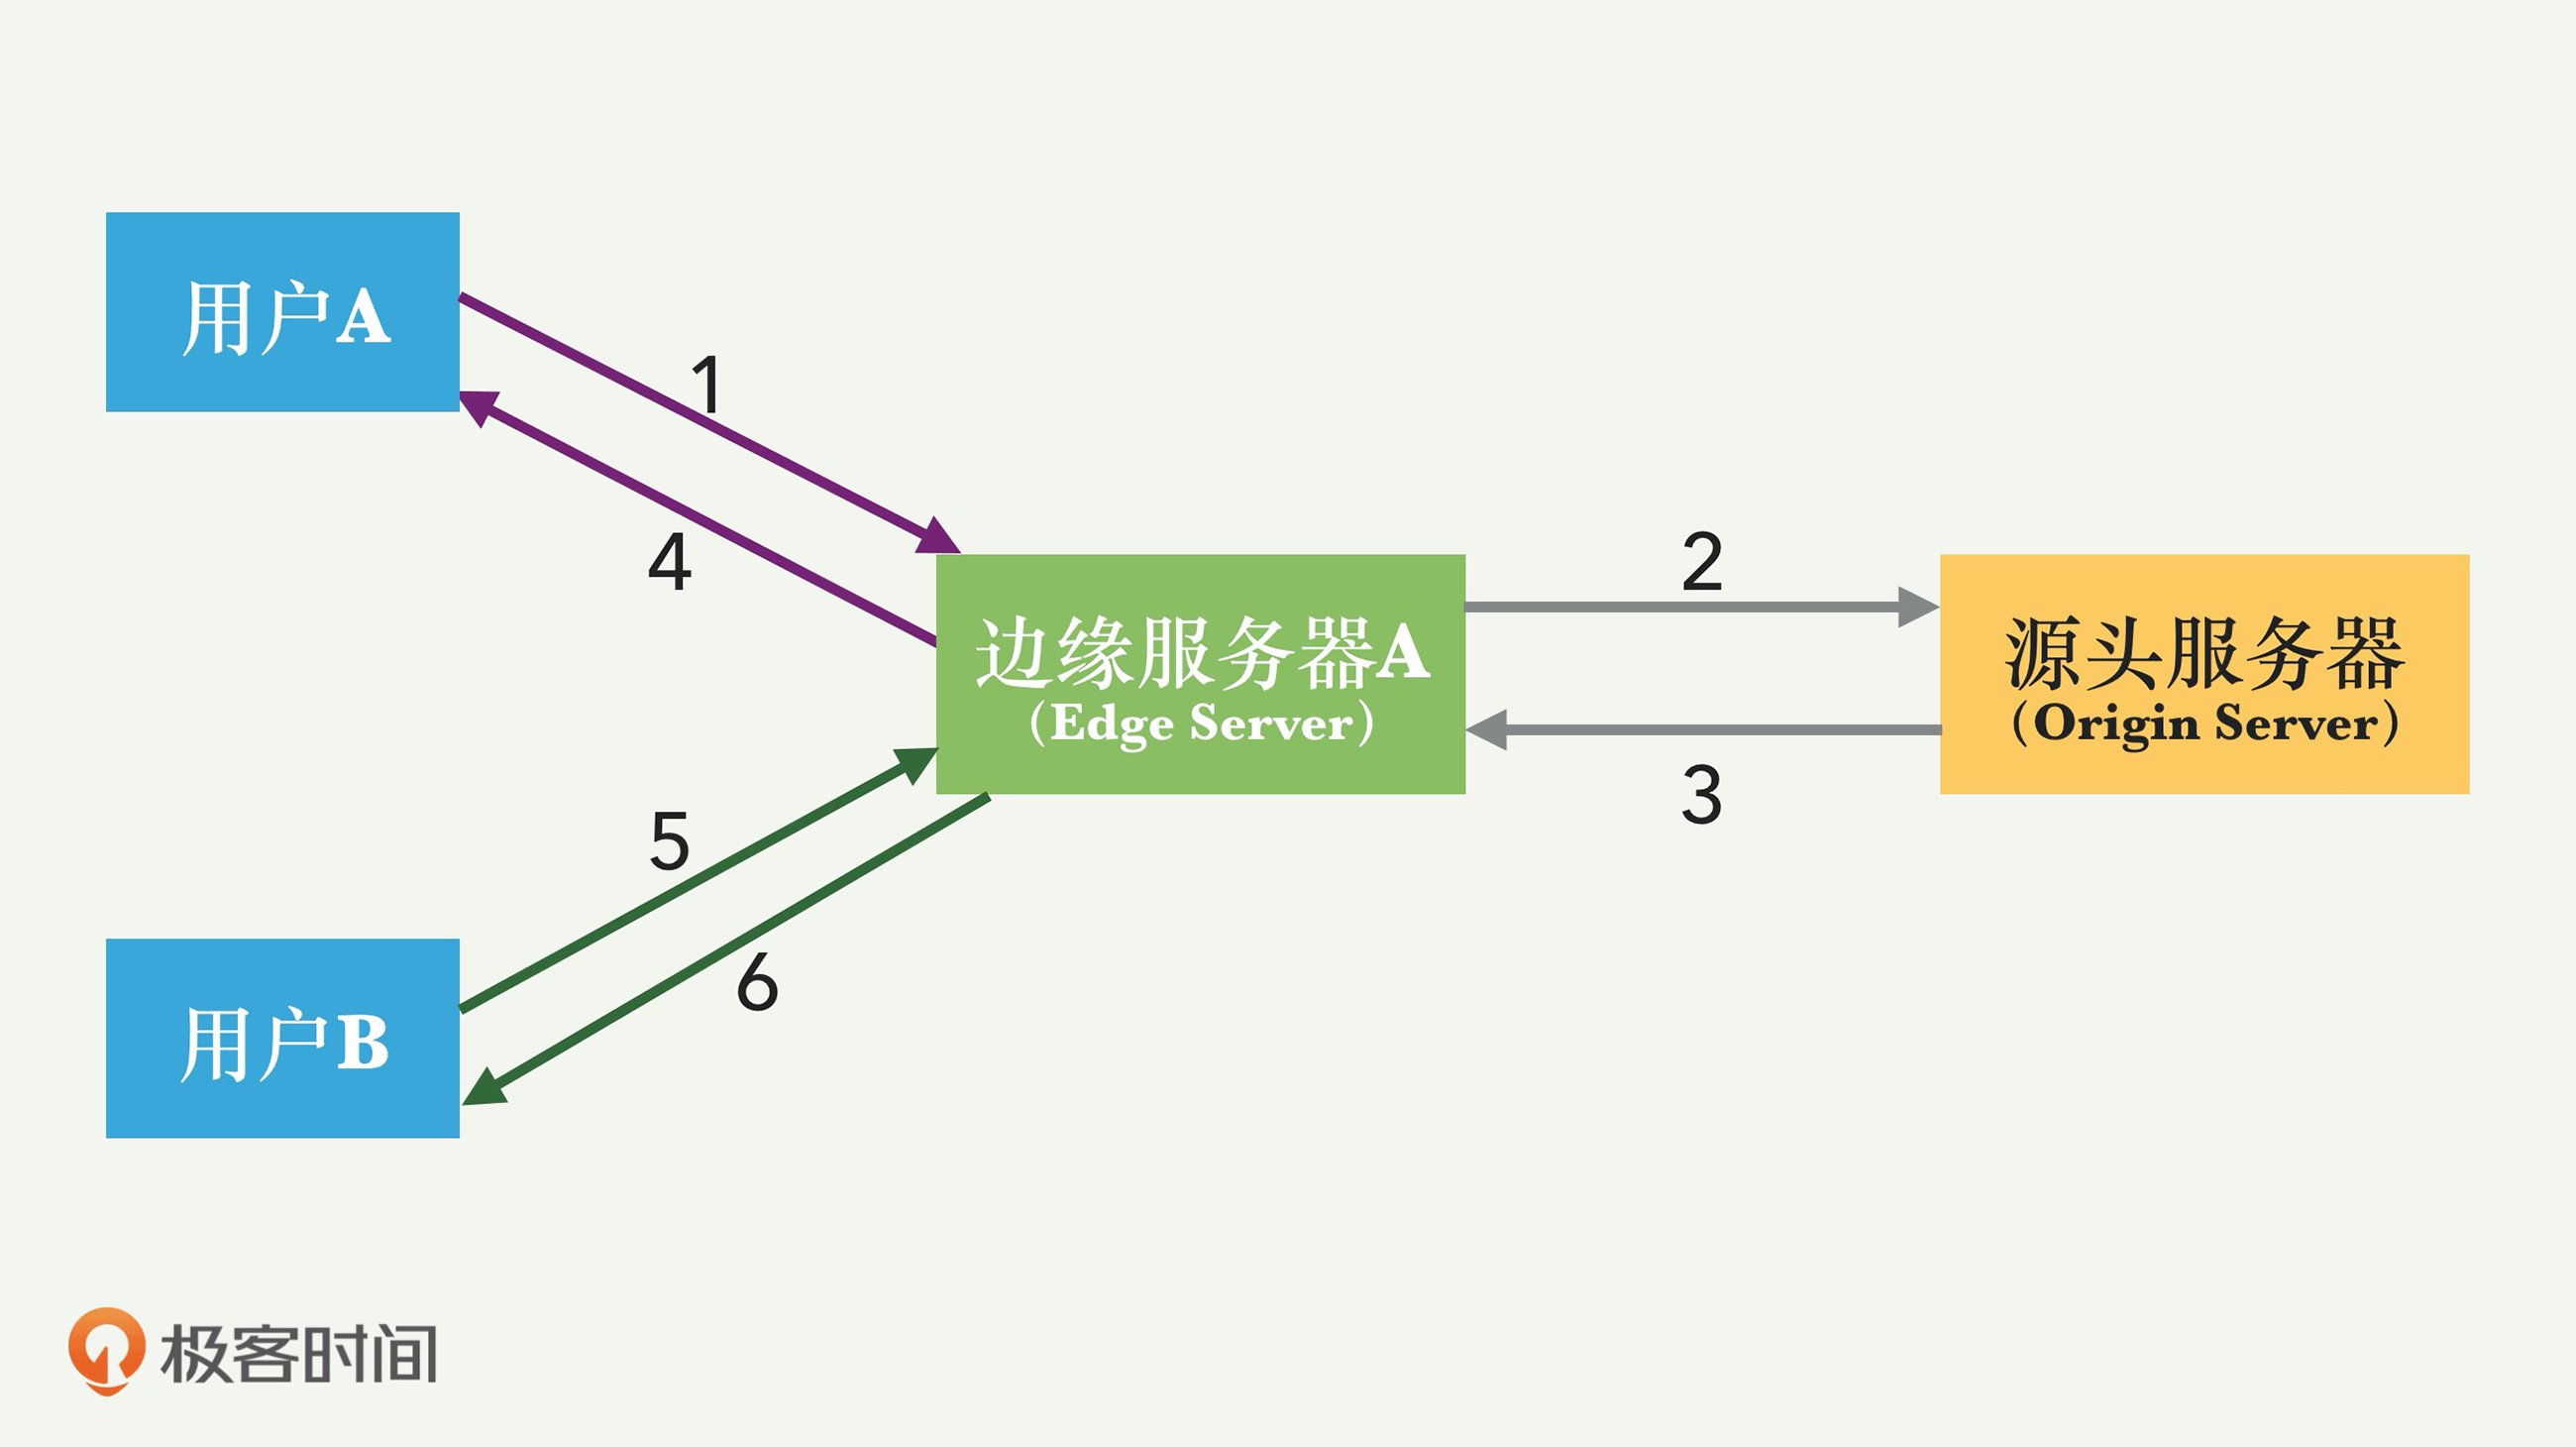 用户A
1
4
2
边缘服务器A
(Edge Server)
源头服务器
(Origin Server)
3
5
6
用户B
极客时间